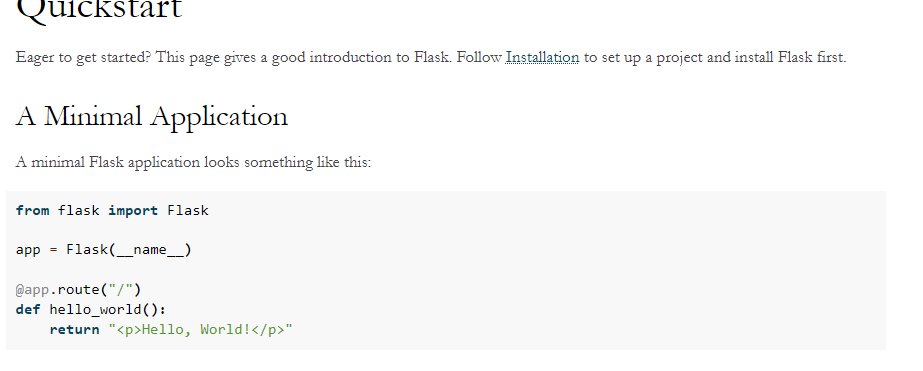 Quickstart
Eager to get started? This page gives a good introduction to Flask. Follow Installation to set up a project and install Flask first.
A Minimal Application
A minimal Flask application looks something like this:
from flask import Flask
app = Flask(__name__)
@app.route("/")
def hello_world():
    return "<p>Hello, World!</p>"